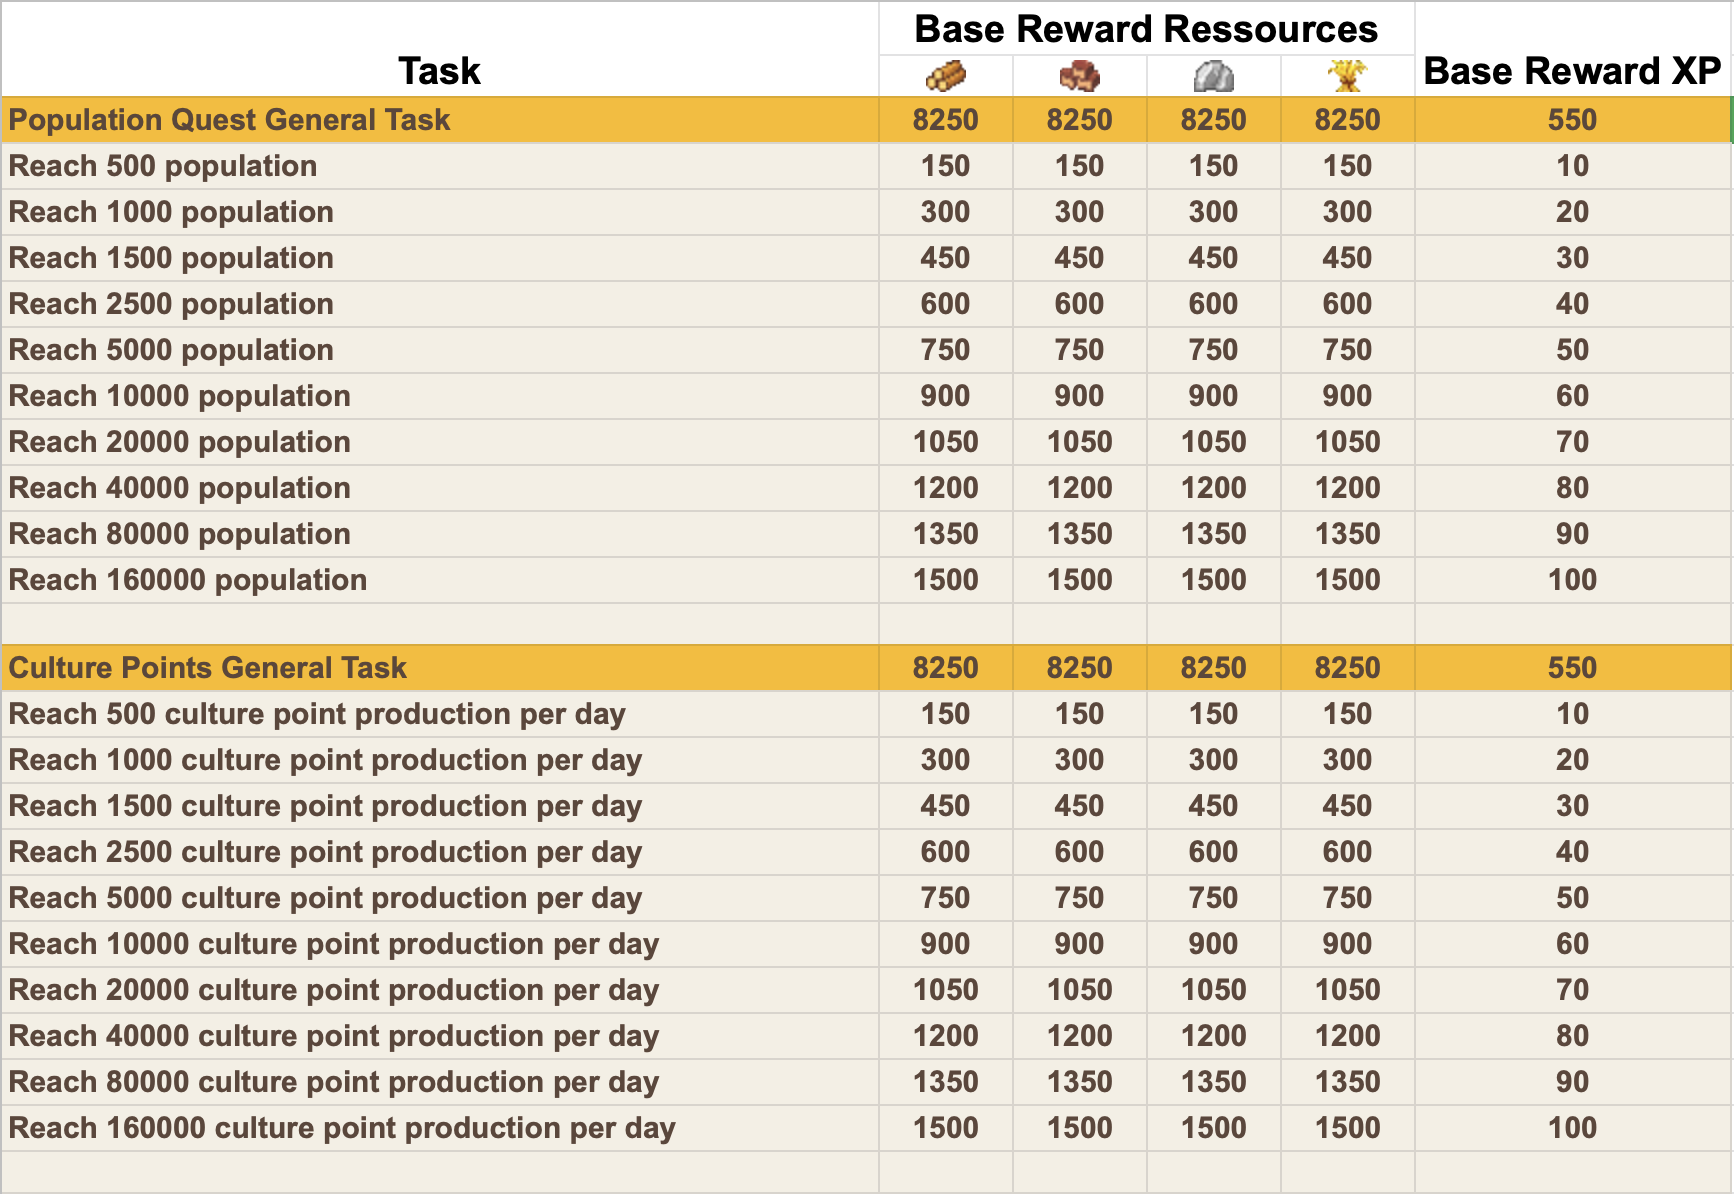 Base Reward Ressources
Task Base Reward XP
Population Quest General Task 8250 8250 8250 8250 550
Reach 500 population 150 150 150 150 10
Reach 1000 population 300 300 300 300 20
Reach 1500 population 450 450 450 450 30
Reach 2500 population 600 600 600 600 40
Reach 5000 population 750 750 750 750 50
Reach 10000 population 900 900 900 900 60
Reach 20000 population 1050 1050 1050 1050 70
Reach 40000 population 1200 1200 1200 1200 80
Reach 80000 population 1350 1350 1350 1350 90
Reach 160000 population 1500 1500 1500 1500 100
Culture Points General Task 8250 8250 8250 8250 550
Reach 500 culture point production per day 150 150 150 150 10
Reach 1000 culture point production per day 300 300 300 300 20
Reach 1500 culture point production per day 450 450 450 450 30
Reach 2500 culture point production per day 600 600 600 600 40
Reach 5000 culture point production per day 750 750 750 750 50
Reach 10000 culture point production per day 900 900 900 900 60
Reach 20000 culture point production per day 1050 1050 1050 1050 70
Reach 40000 culture point production per day 1200 1200 1200 1200 80
Reach 80000 culture point production per day 1350 1350 1350 1350 90
Reach 160000 culture point production per day 1500 1500 1500 1500 100